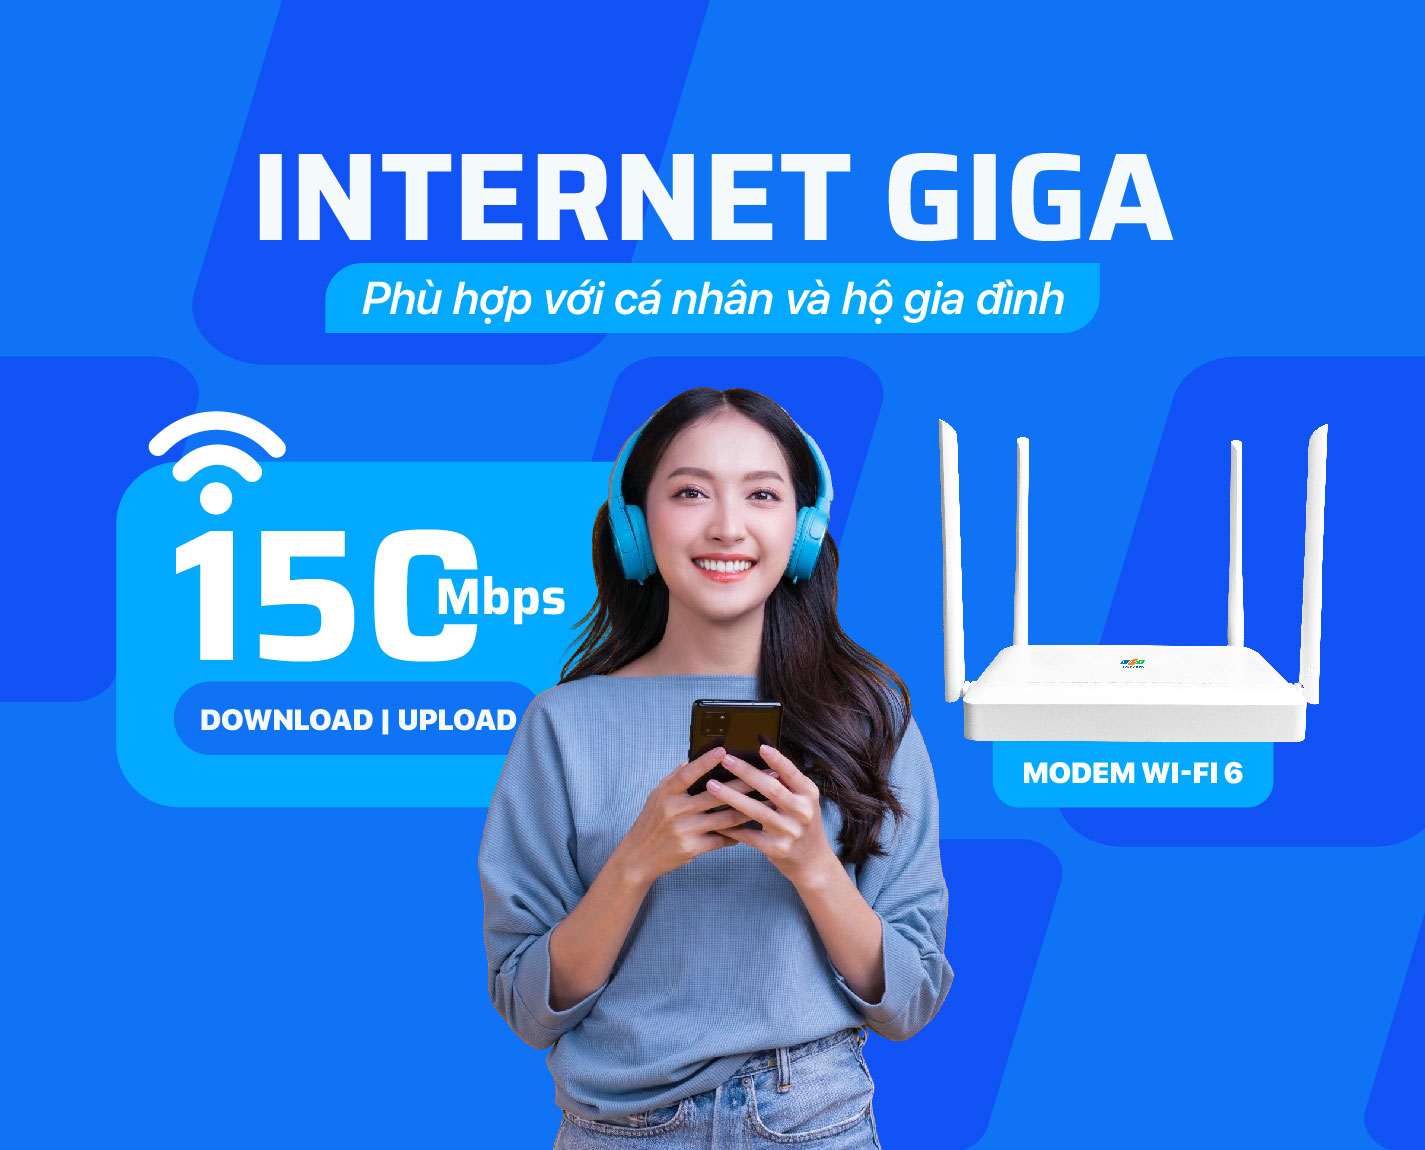 INTERNET GIGA
Phù hợp với cá nhân và hộ gia đình
150 Mbps
DOWNLOAD | UPLOAD
MODEM WI-FI 6